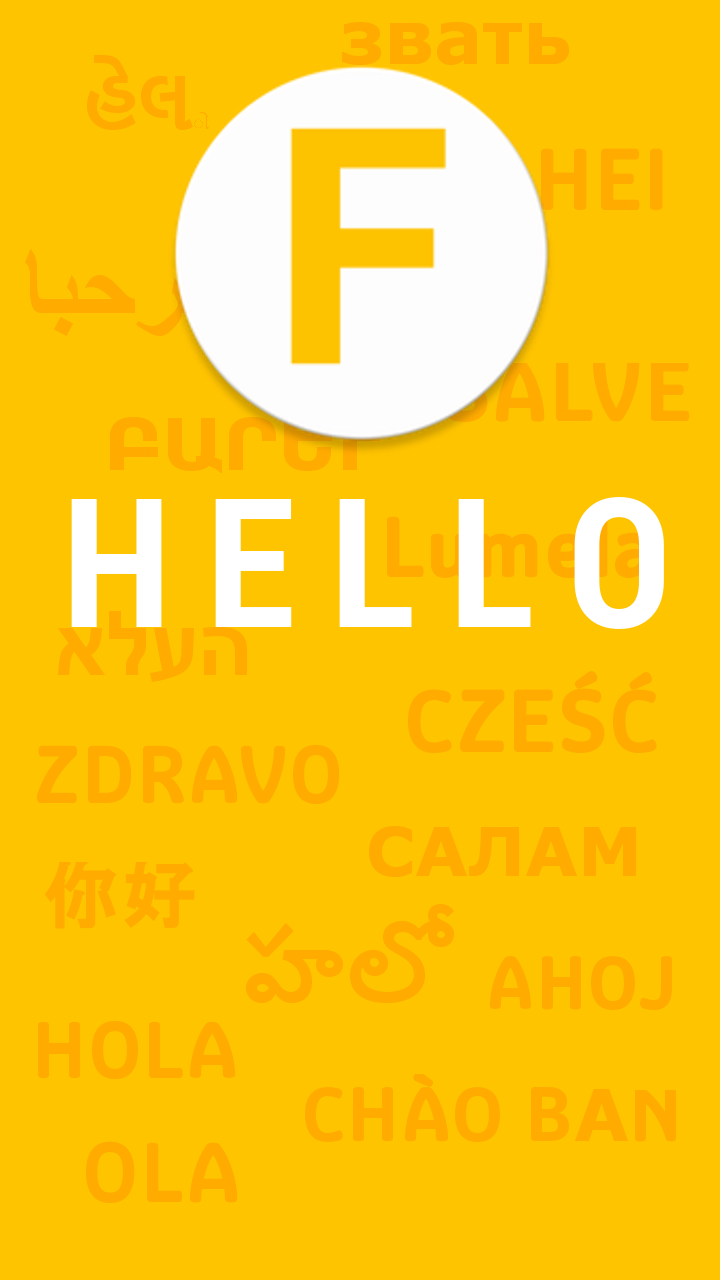 звать
F
HEI
SALVE
HELLO
Lumela
העלא
CZEŚĆ
ZDRAVO
САЛАМ
你好
హలో
AHOJ
HOLA
CHÀO BAN
OLA